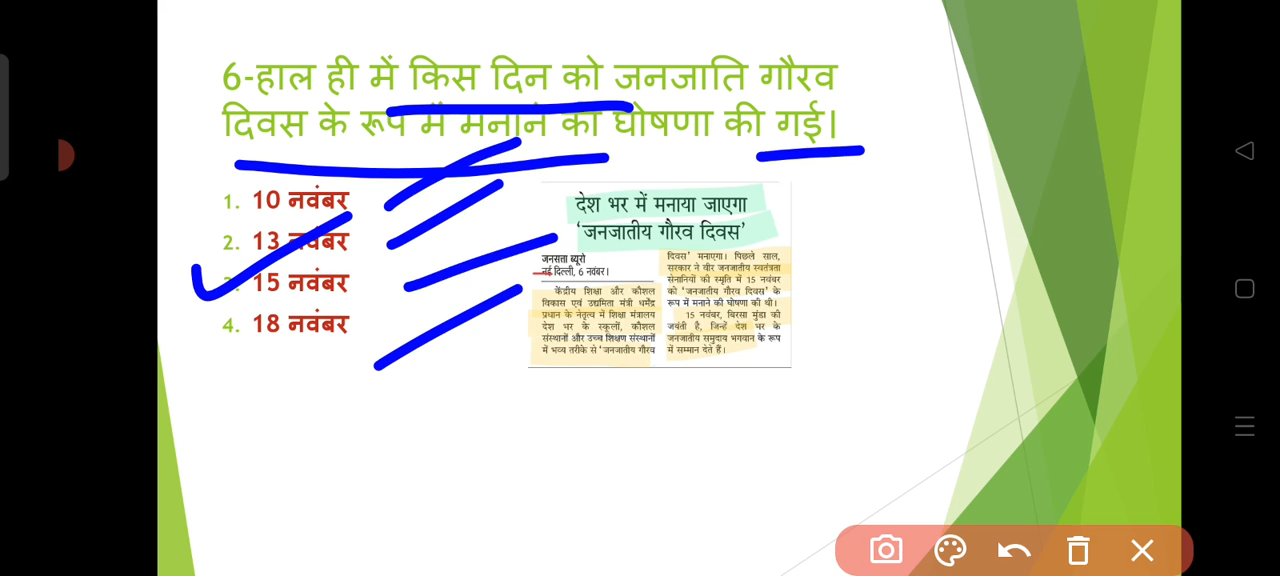 6-हाल ही में किस दिन को जनजाति गौरव
दिवस के रूप में मनाने की घोषणा की गई।
1. 10 नवंबर
2. 13 नवंबर
15 नवंबर
4. 18 नवंबर
देश भर में मनाया जाएगा
‘जनजातीय गौरव दिवस’
जनसत्ता ब्यूरो
नई दिल्ली, 6 नवंबर।
केंद्रीय शिक्षा और कौशल
विकास एवं उद्यमिता मंत्री धर्मेंद्र
प्रधान के नेतृत्व में शिक्षा मंत्रालय
देश भर के स्कूलों, कौशल
संस्थानों और उच्च शिक्षण संस्थानों
में भव्य तरीके से ‘जनजातीय गौरव
दिवस’ मनाएगा। पिछले साल,
सरकार ने वीर जनजातीय स्वतंत्रता
सेनानियों की स्मृति में 15 नवंबर
को ‘जनजातीय गौरव दिवस’ के
रूप में मनाने की घोषणा की थी।
15 नवंबर, बिरसा मुंडा की
जयंती है, जिन्हें देश भर के
जनजातीय समुदाय भगवान के रूप
में सम्मान देते हैं।